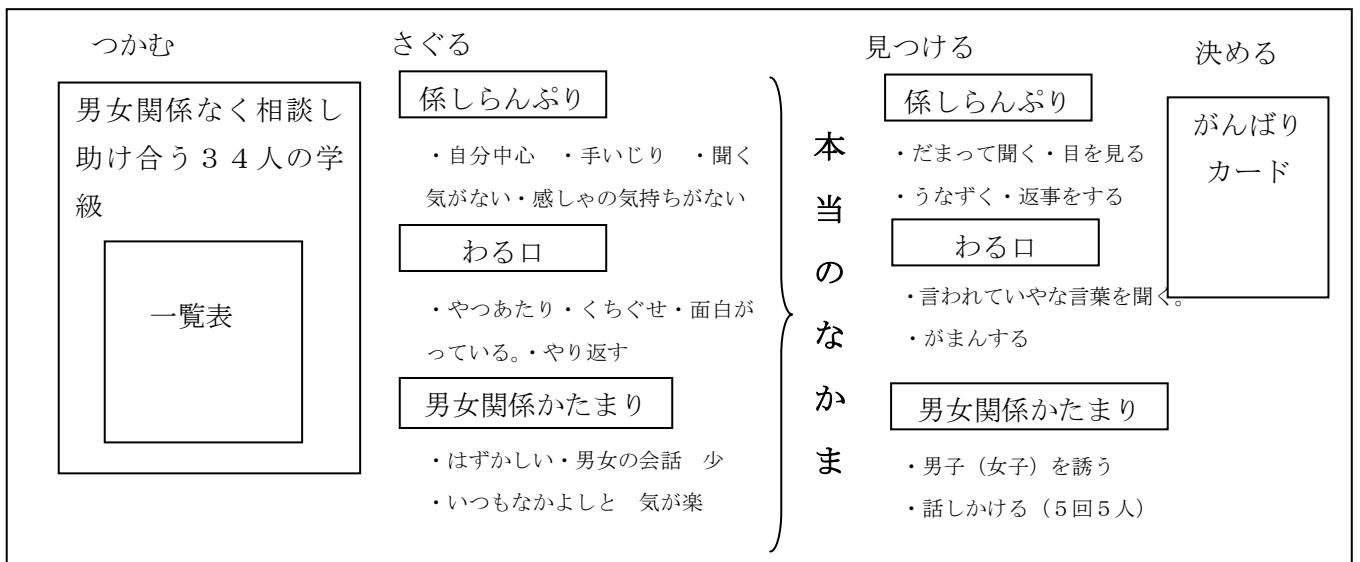 つかむ
男女関係なく相談し
助け合う３４人の学
級
一覧表
さぐる
係しらんぷり
・自分中心　・手いじり　・聞く
気がない・感しゃの気持ちがない
わる口
・やつあたり・くちぐせ・面白が
っている。・やり返す
男女関係かたまり
・はずかしい・男女の会話　少
・いつもなかよしと　気が楽
本当のなかま
見つける
係しらんぷり
・だまって聞く・目を見る
・うなずく・返事をする
わる口
・言われていやな言葉を聞く。
・がまんする
男女関係かたまり
・男子（女子）を誘う
・話しかける（５回５人）
決める
がんばり
カード